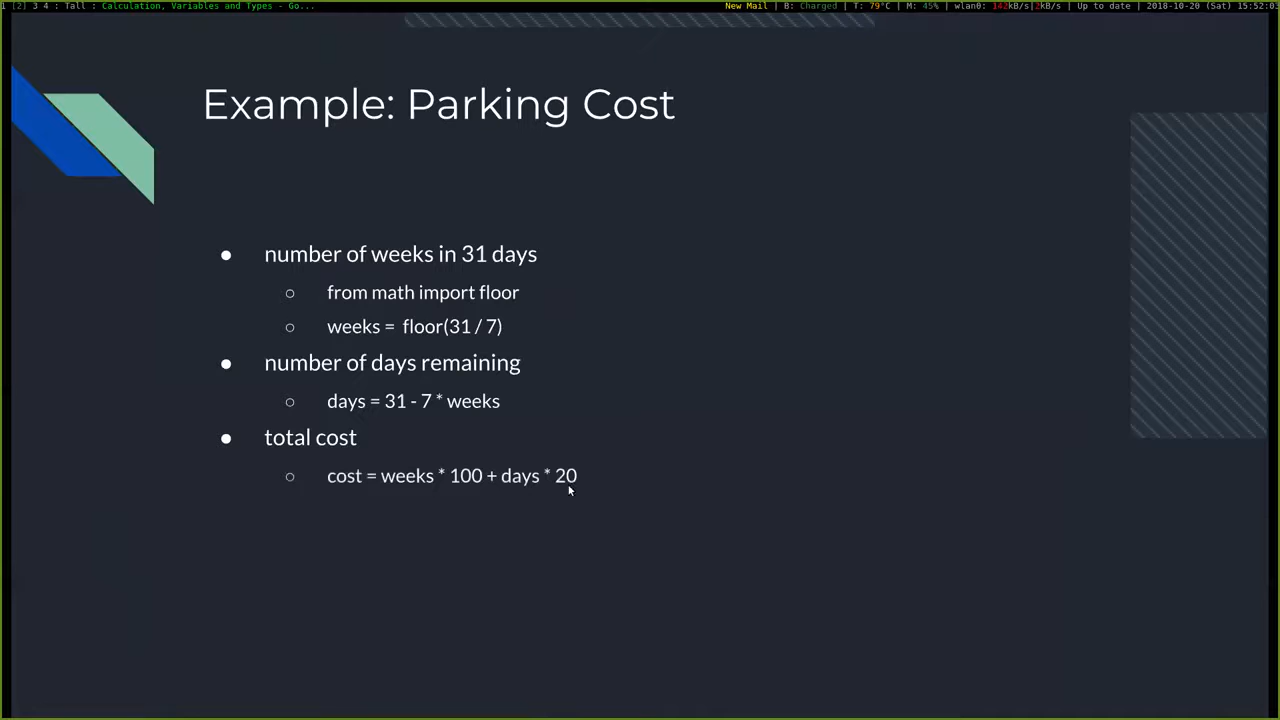 1 [2] 3 4 : Tall : Calculation, Variables and Types - Go... New Mail | B: Charged | T: 79°C | M: 45% | wlan0: 142kB/s|2kB/s | Up to date | 2018-10-20 (Sat) 15:52:03
Example: Parking Cost
● number of weeks in 31 days
○ from math import floor
○ weeks = floor(31 / 7)
● number of days remaining
○ days = 31 - 7 * weeks
● total cost
○ cost = weeks * 100 + days * 20